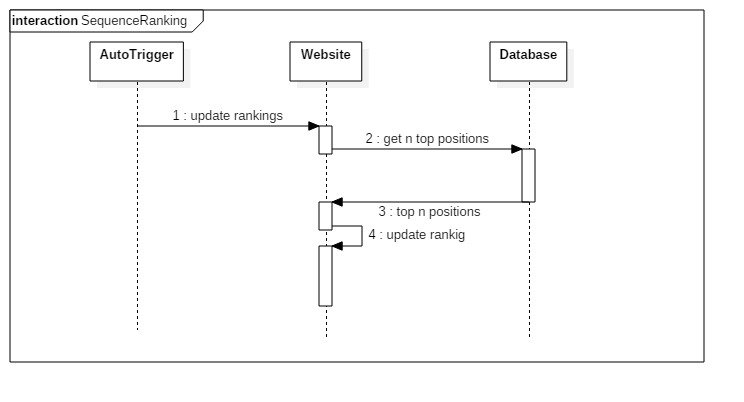 interaction SequenceRanking
AutoTrigger
Website
Database
1 : update rankings
2 : get n top positions
3 : top n positions
4 : update rankig